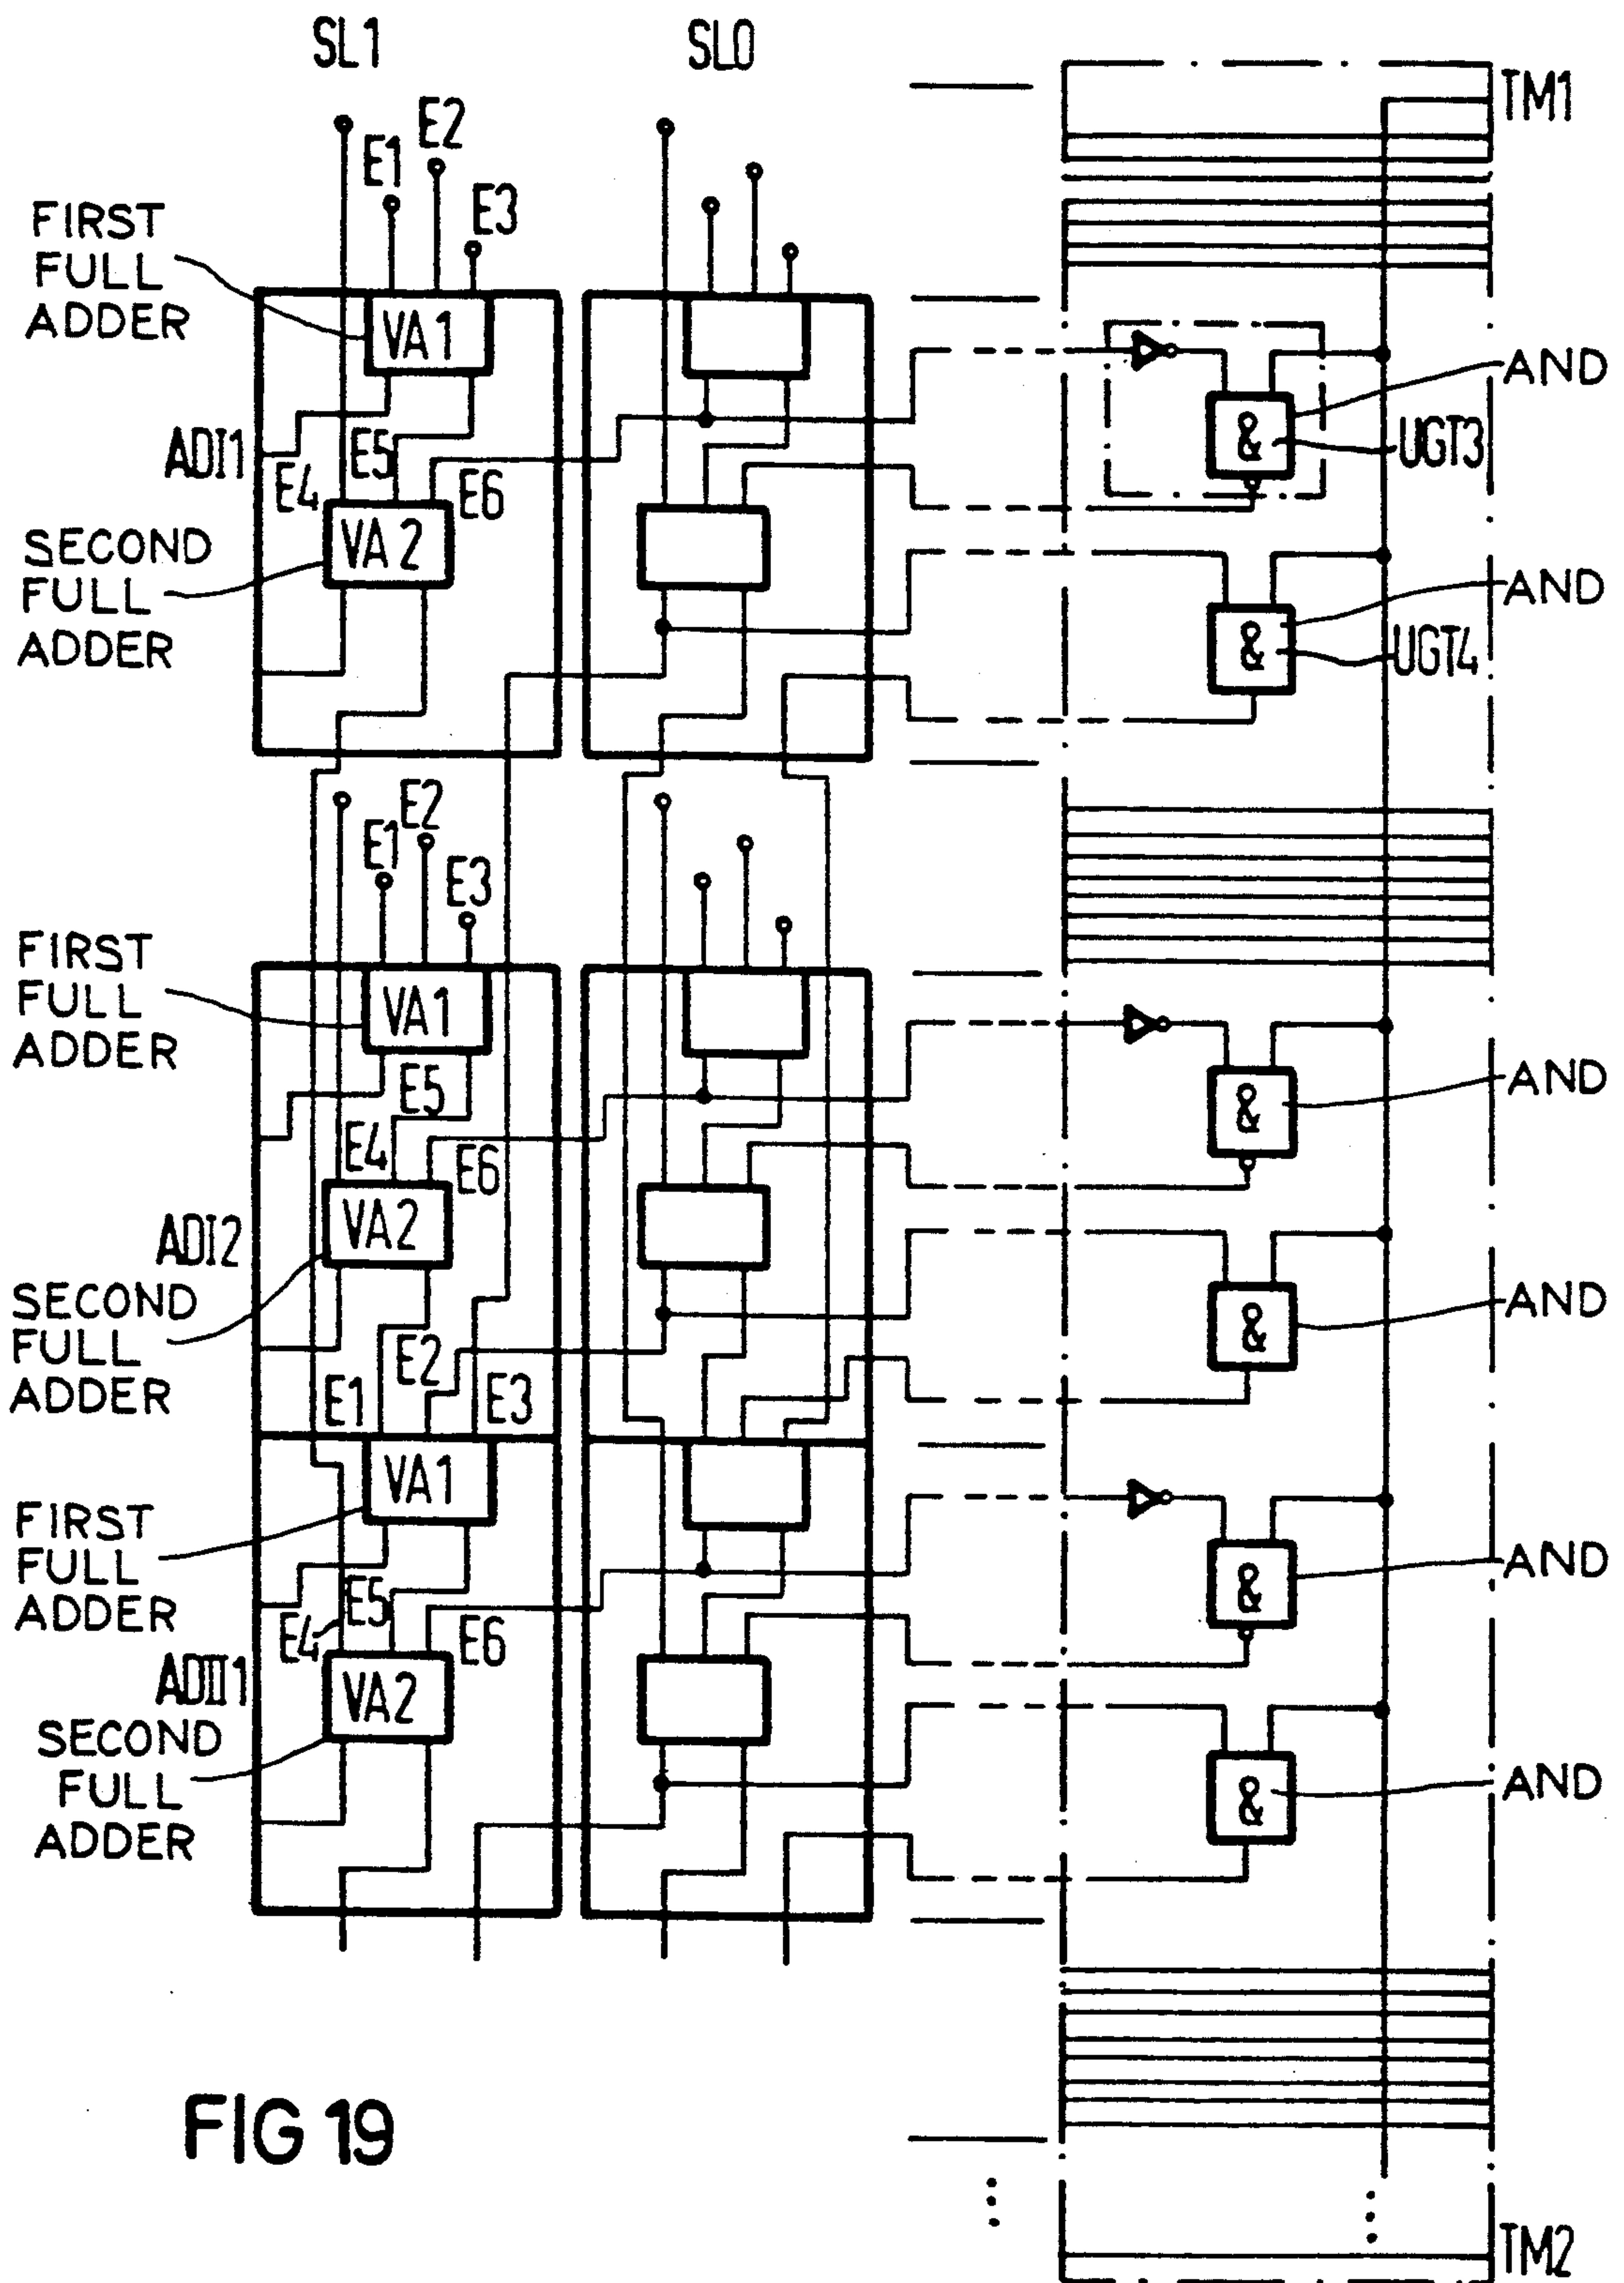 SL1
SL0
TM1
E2
E1
E3
FIRST
FULL
ADDER
VA1
AND
&
UGT3
ADI1
E5
E4
E6
SECOND
FULL
ADDER
VA2
AND
&
UGT4
E2
E1
E3
FIRST
FULL
ADDER
VA1
AND
&
E5
E4
E6
ADI2
VA2
SECOND
FULL
ADDER
AND
&
E2
E1
E3
VA1
FIRST
FULL
ADDER
AND
&
E5
E4
E6
ADII1
VA2
SECOND
FULL
ADDER
AND
&
FIG 19
TM2